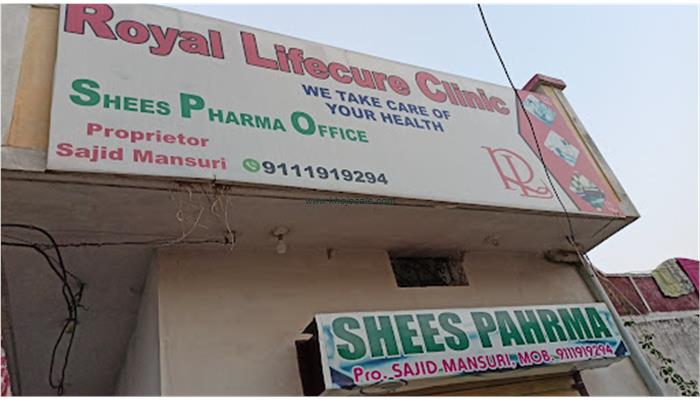 Royal Lifecure Clinic
WE TAKE CARE OF
YOUR HEALTH
SHEES PHARMA OFFICE
Proprietor
Sajid Mansuri
9111919294
RL
SHEES PAHRMA
Pro. SAJID MANSURI, MOB. 9111919294